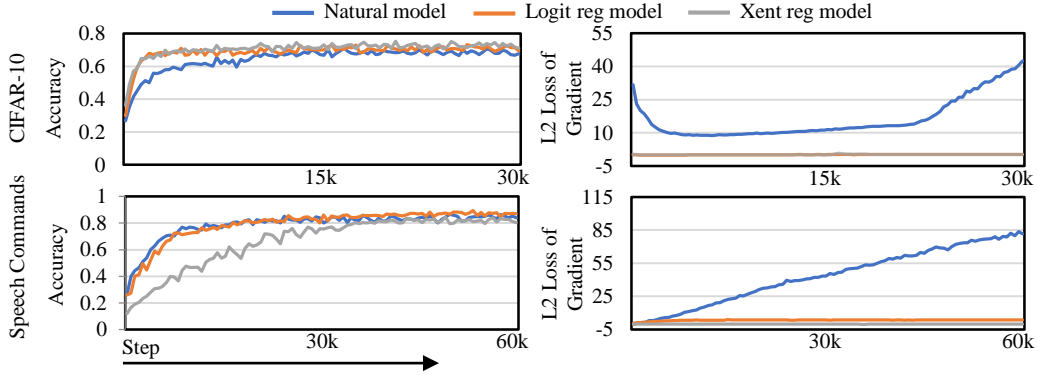 Natural model Logit reg model Xent reg model
CIFAR-10
Accuracy
0.8
0.6
0.4
0.2
0
15k 30k
L2 Loss of
Gradient
55
40
25
10
-5
15k 30k
Speech Commands
Accuracy
1
0.8
0.6
0.4
0.2
0
Step 30k 60k
L2 Loss of
Gradient
115
85
55
25
-5
30k 60k